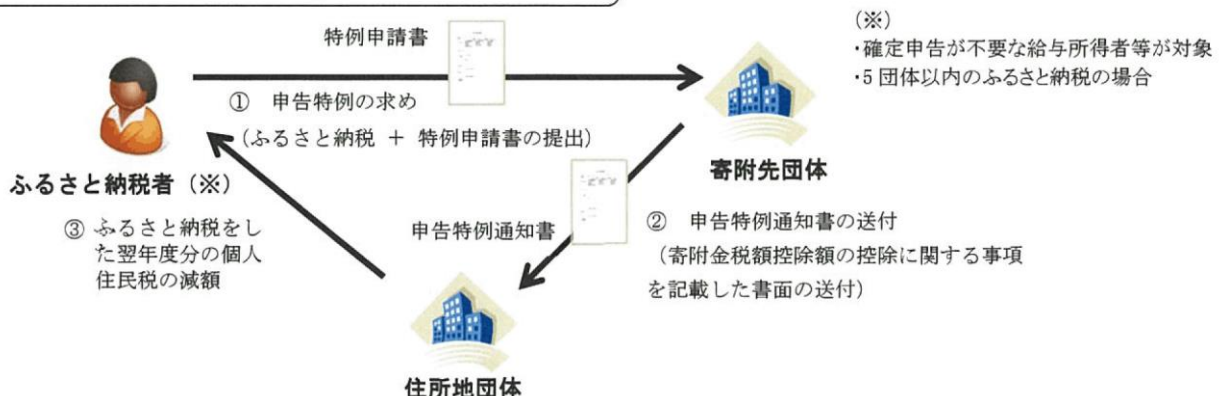 特例申請書
① 申告特例の求め
(ふるさと納税 + 特例申請書の提出)
(※)
・確定申告が不要な給与所得者等が対象
・5団体以内のふるさと納税の場合
ふるさと納税者(※)
寄附先団体
③ ふるさと納税をし
た翌年度分の個人
住民税の減額
申告特例通知書
② 申告特例通知書の送付
(寄附金税額控除額の控除に関する事項
を記載した書面の送付)
住所地団体